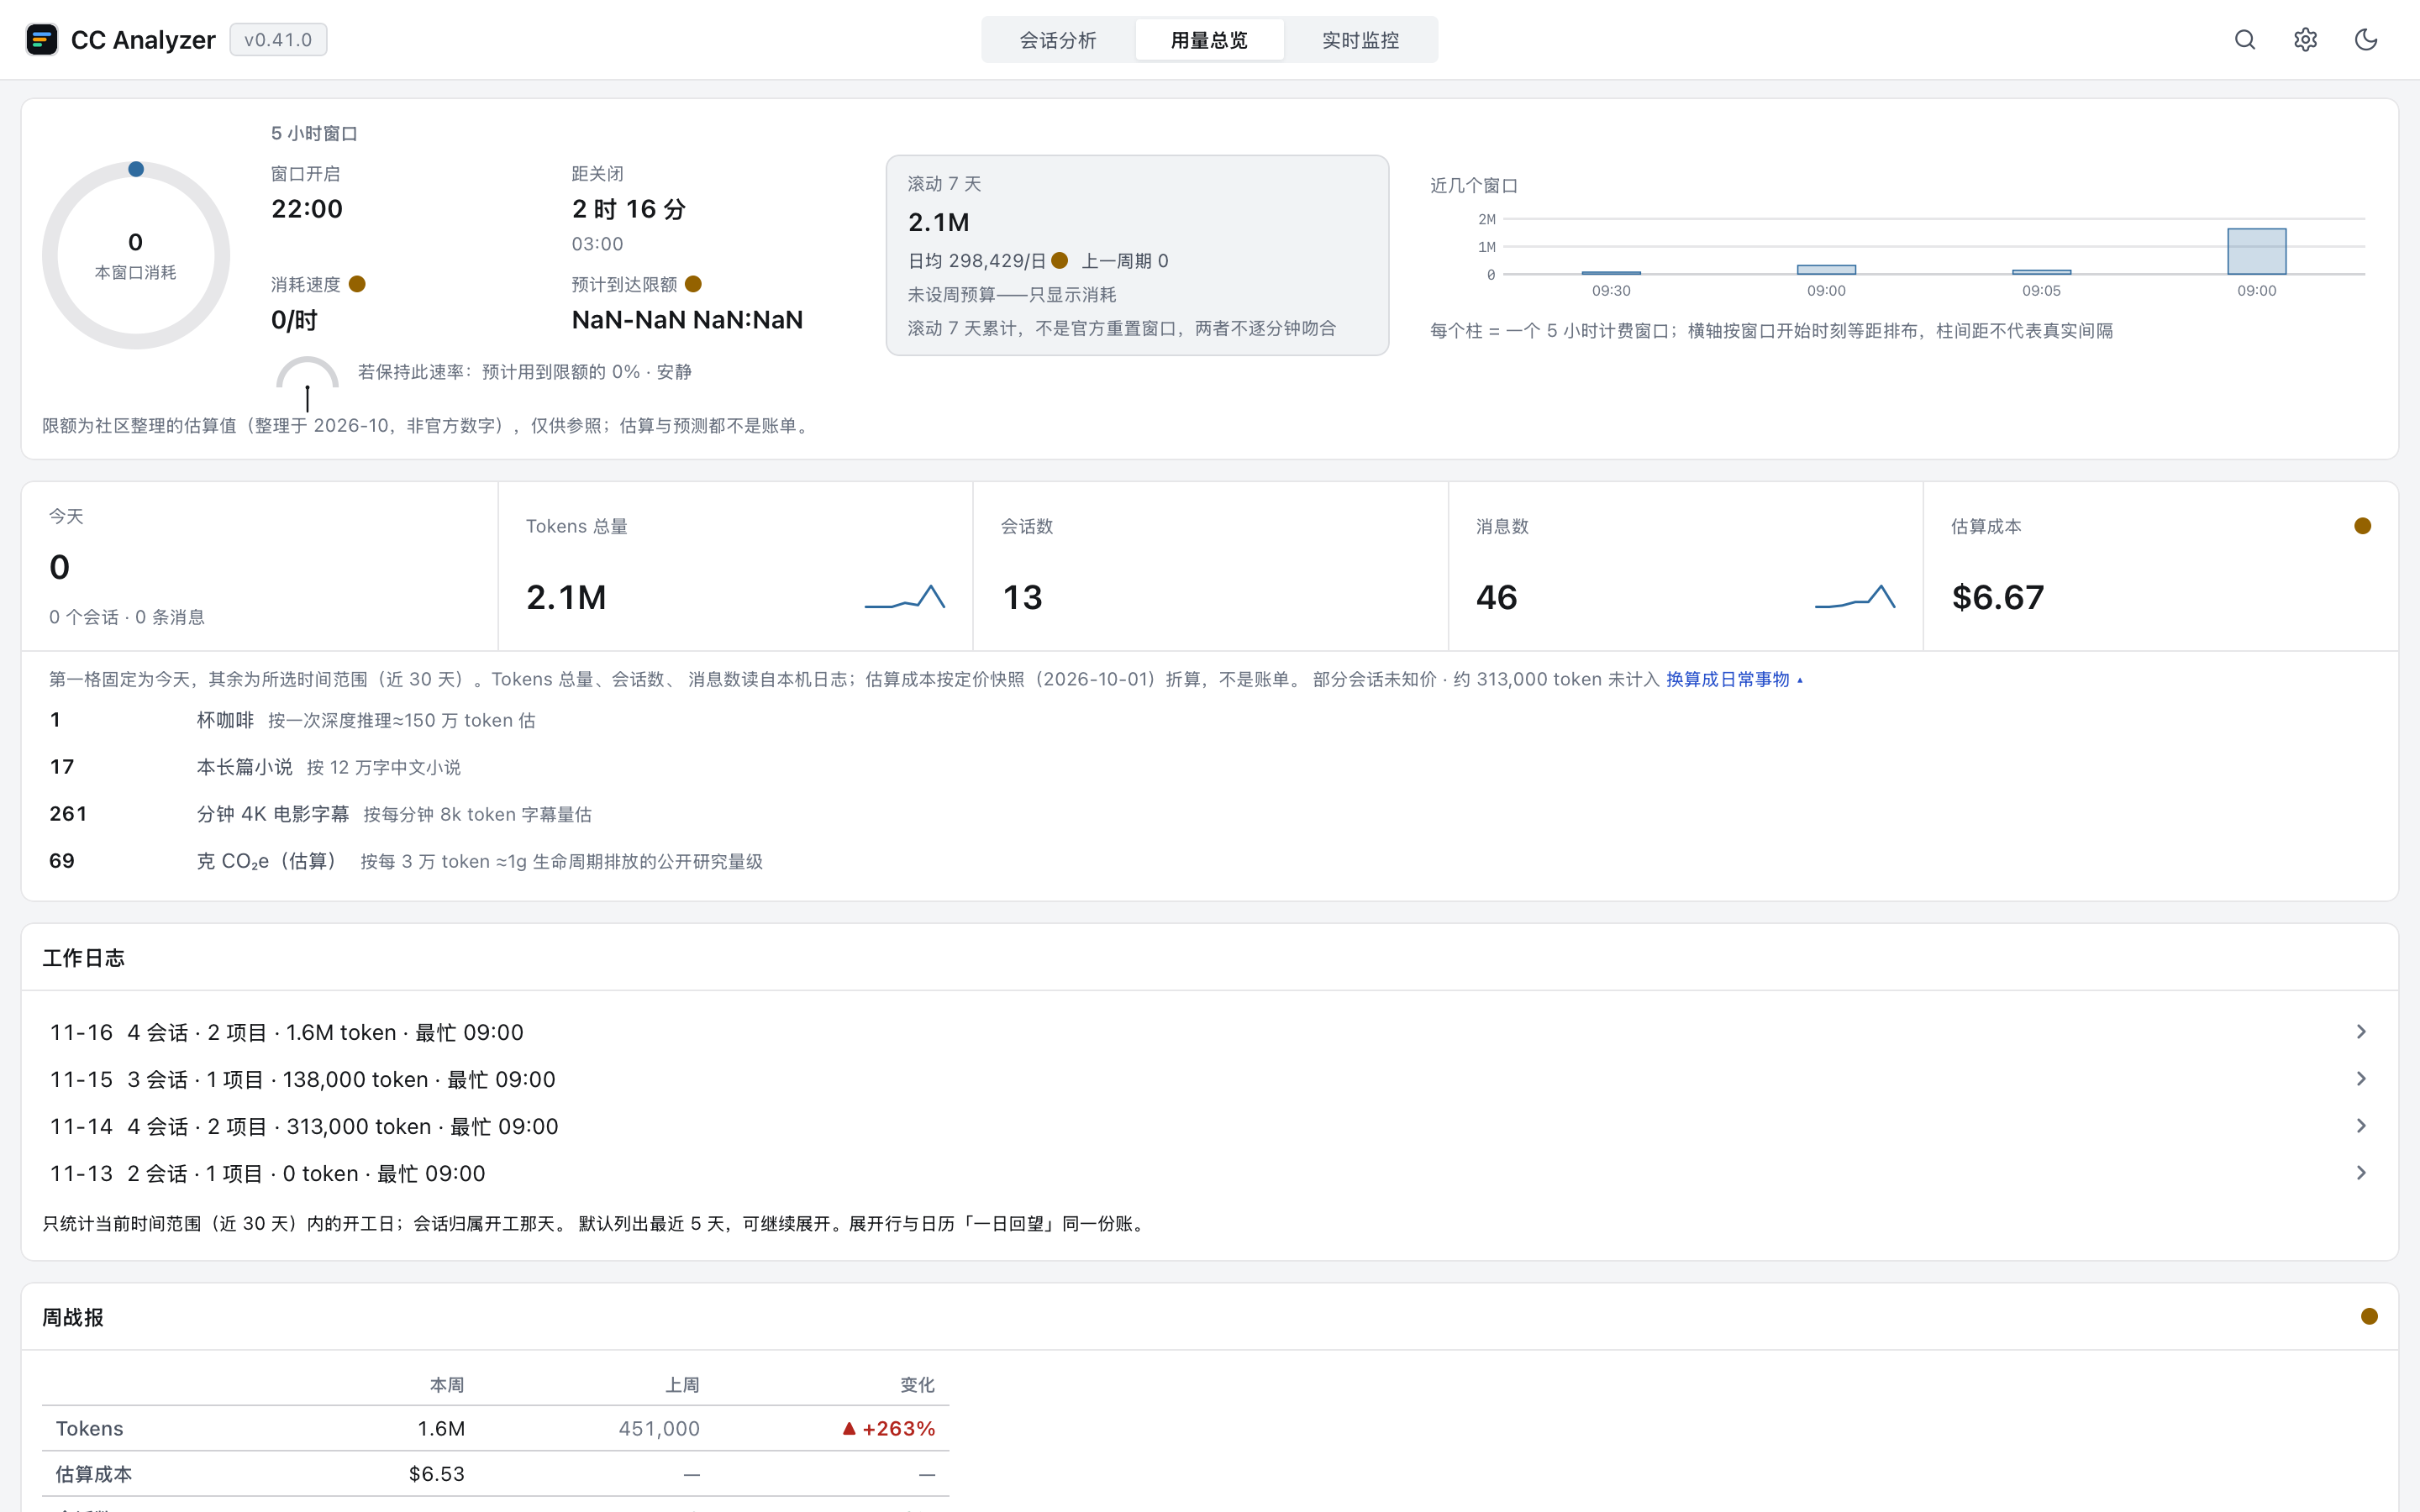 CC Analyzer v0.41.0
会话分析 用量总览 实时监控
5 小时窗口
窗口开启
22:00
距关闭
2 时 16 分
03:00
0
本窗口消耗
消耗速度
0/时
预计到达限额
NaN-NaN NaN:NaN
若保持此速率：预计用到限额的 0% · 安静
限额为社区整理的估算值（整理于 2026-10，非官方数字），仅供参照；估算与预测都不是账单。
滚动 7 天
2.1M
日均 298,429/日 上一周期 0
未设周预算——只显示消耗
滚动 7 天累计，不是官方重置窗口，两者不逐分钟吻合
近几个窗口
2M
1M
0
09:30 09:00 09:05 09:00
每个柱 = 一个 5 小时计费窗口；横轴按窗口开始时刻等距排布，柱间距不代表真实间隔
今天
0
0 个会话 · 0 条消息
Tokens 总量
2.1M
会话数
13
消息数
46
估算成本
$6.67
第一格固定为今天，其余为所选时间范围（近 30 天）。Tokens 总量、会话数、 消息数读自本机日志；估算成本按定价快照（2026-10-01）折算，不是账单。 部分会话未知价 · 约 313,000 token 未计入 换算成日常事物 ▴
1 杯咖啡 按一次深度推理≈150 万 token 估
17 本长篇小说 按 12 万字中文小说
261 分钟 4K 电影字幕 按每分钟 8k token 字幕量估
69 克 CO₂e（估算） 按每 3 万 token ≈1g 生命周期排放的公开研究量级
工作日志
11-16 4 会话 · 2 项目 · 1.6M token · 最忙 09:00
11-15 3 会话 · 1 项目 · 138,000 token · 最忙 09:00
11-14 4 会话 · 2 项目 · 313,000 token · 最忙 09:00
11-13 2 会话 · 1 项目 · 0 token · 最忙 09:00
只统计当前时间范围（近 30 天）内的开工日；会话归属开工那天。 默认列出最近 5 天，可继续展开。展开行与日历「一日回望」同一份账。
周战报
本周 上周 变化
Tokens 1.6M 451,000 ▲ +263%
估算成本 $6.53 — —